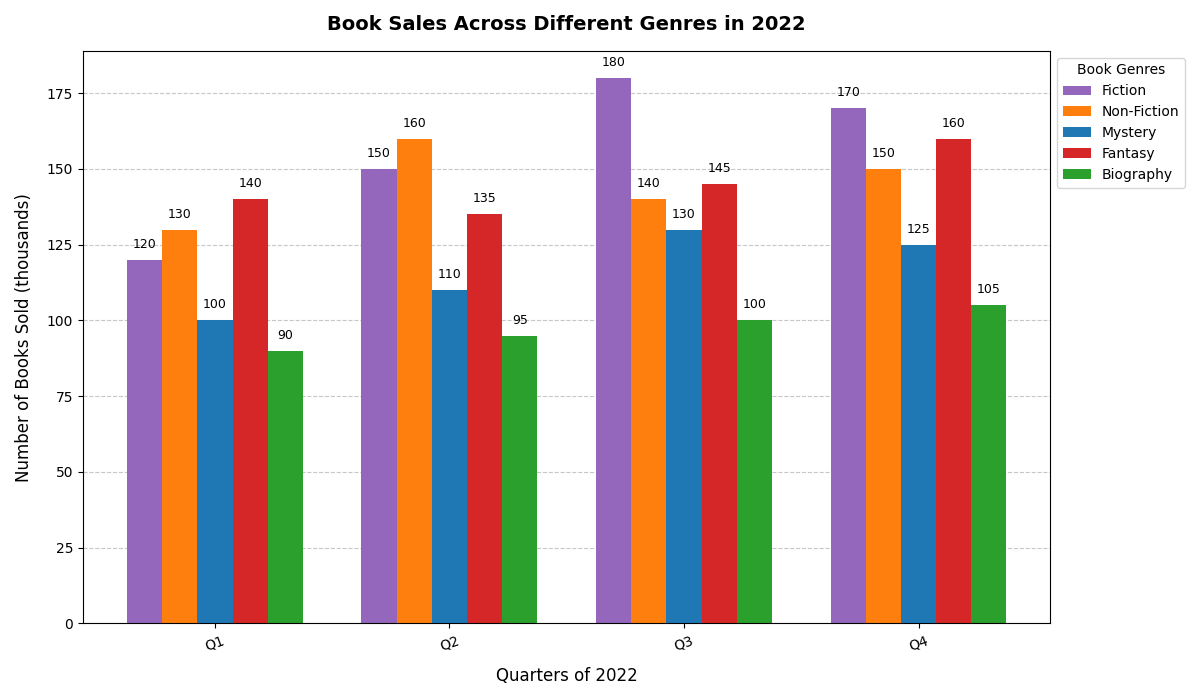 Book Sales Across Different Genres in 2022
Number of Books Sold (thousands)
175
150
125
100
75
50
25
0
120
130
100
140
90
150
160
110
135
95
180
140
130
145
100
170
150
125
160
105
Q1
Q2
Q3
Q4
Quarters of 2022
Book Genres
Fiction
Non-Fiction
Mystery
Fantasy
Biography